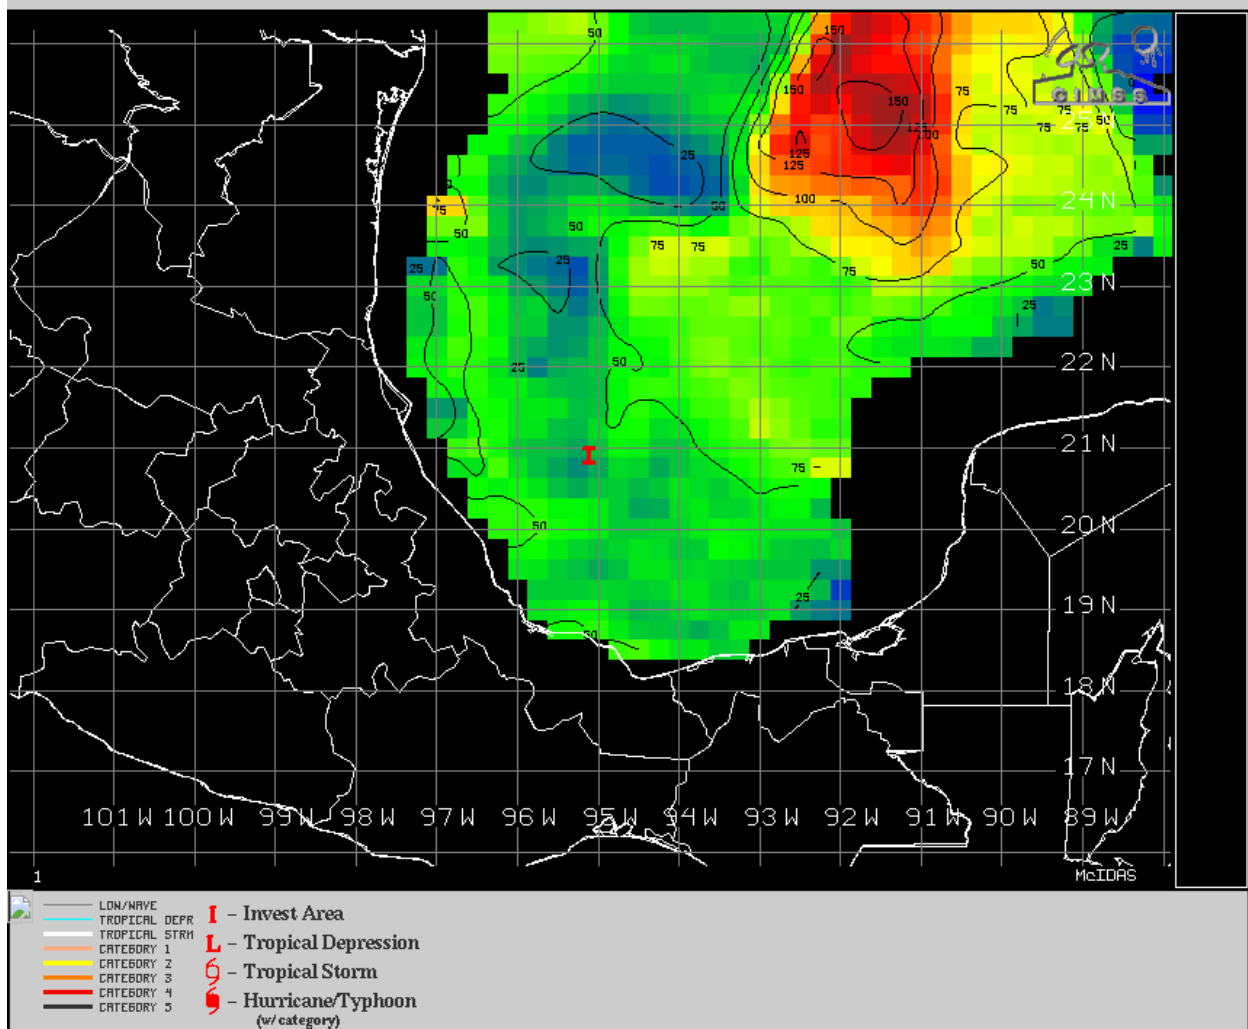 50
150
150
75
150
75
75
CIMSS
50
125
100
75
75
25N
125
25
125
100
24N
50
75
50
50
75
75
25
25
25
75
50
23N
50
25
50
22N
25
21N
I
75
50
20N
25
19N
50
18N
17N
101W 100W 99W 98W 97W 96W 95W 94W 93W 92W 91W 90W 89W
1
McIDAS
LOW/WAVE
TROPICAL DEPR
TROPICAL STRM
CATEGORY 1
CATEGORY 2
CATEGORY 3
CATEGORY 4
CATEGORY 5
I – Invest Area
L – Tropical Depression
– Tropical Storm
– Hurricane/Typhoon
(w/ category)